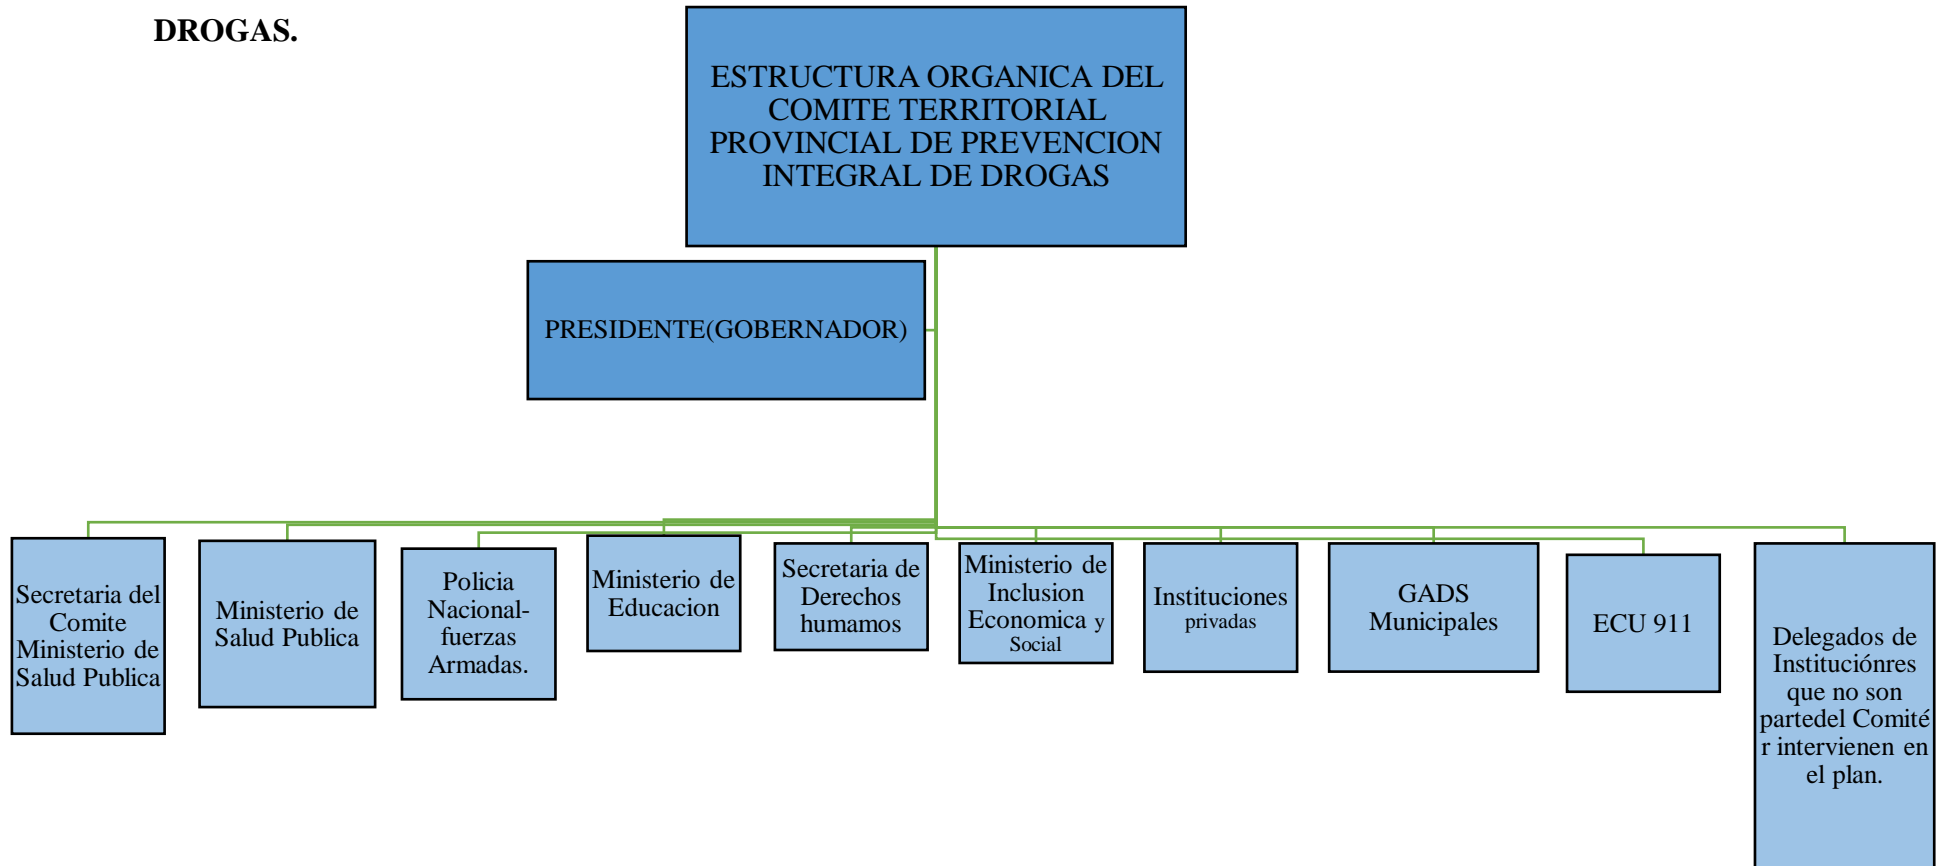 DROGAS.
ESTRUCTURA ORGANICA DEL
COMITE TERRITORIAL
PROVINCIAL DE PREVENCION
INTEGRAL DE DROGAS
PRESIDENTE(GOBERNADOR)
Secretaria del
Comite
Ministerio de
Salud Publica
Ministerio de
Salud Publica
Policia
Nacional-
fuerzas
Armadas.
Ministerio de
Educacion
Secretaria de
Derechos
humamos
Ministerio de
Inclusion
Economica y
Social
Instituciones
privadas
GADS
Municipales
ECU 911
Delegados de
Instituciónres
que no son
partedel Comité
r intervienen en
el plan.